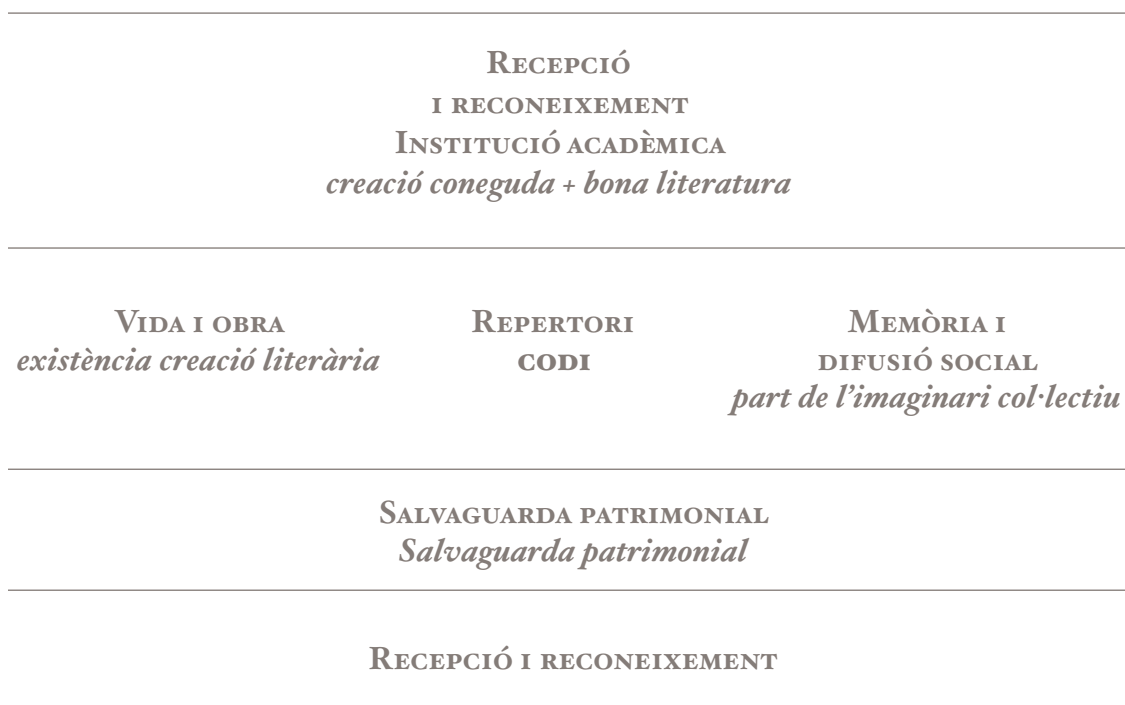 Recepció
i reconeixement
Institució acadèmica
creació coneguda + bona literatura
Vida i obra
existència creació literària
Repertori
codi
Memòria i
difusió social
part de l’imaginari col·lectiu
Salvaguarda patrimonial
Salvaguarda patrimonial
Recepció i reconeixement